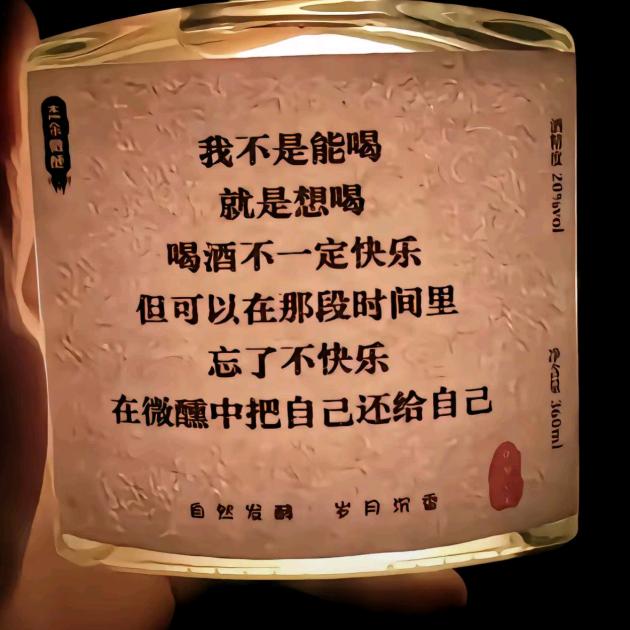 我不是能喝
就是想喝
喝酒不一定快乐
但可以在那段时间里
忘了不快乐
在微醺中把自己还给自己
自然发酵 岁月沉香
酒精度 20%vol
净含量 360ml